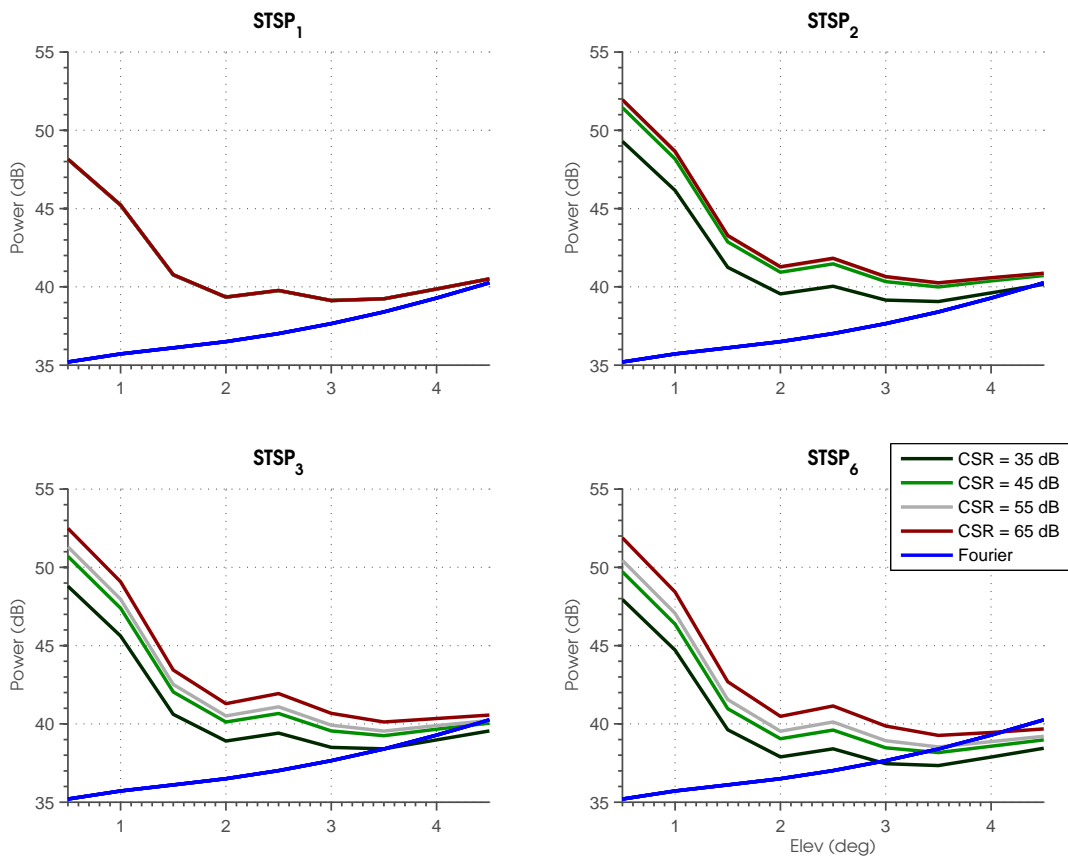 STSP1
55
50
45
40
35
Power (dB)
1
2
3
4
STSP2
55
50
45
40
35
Power (dB)
1
2
3
4
STSP3
55
50
45
40
35
Power (dB)
1
2
3
4
STSP6
55
50
45
40
35
Power (dB)
1
2
3
4
Elev (deg)
CSR = 35 dB
CSR = 45 dB
CSR = 55 dB
CSR = 65 dB
Fourier